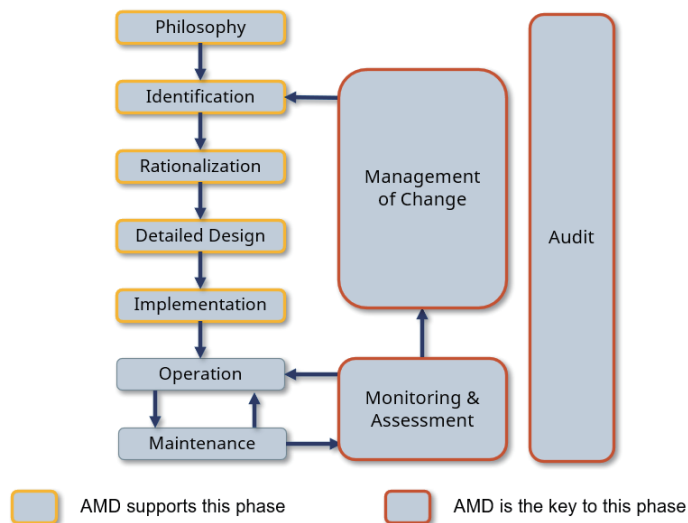 Philosophy
Identification
Rationalization
Detailed Design
Implementation
Operation
Maintenance
Management
of Change
Monitoring &
Assessment
Audit
AMD supports this phase
AMD is the key to this phase